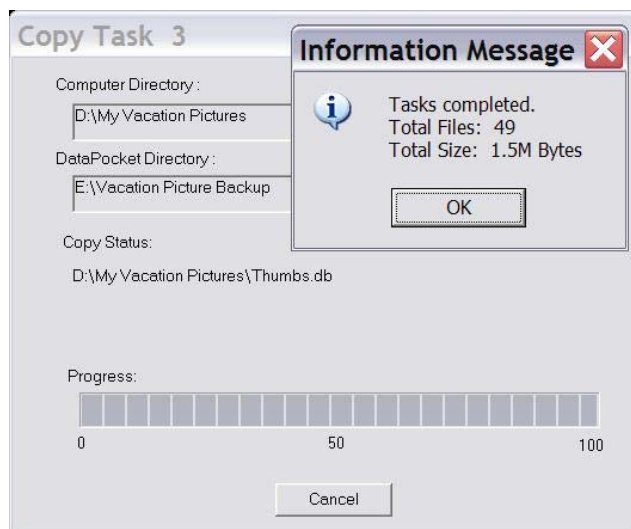 Copy Task 3
Computer Directory :
D:\My Vacation Pictures
DataPocket Directory :
E:\Vacation Picture Backup
Copy Status:
D:\My Vacation Pictures\Thumbs.db
Progress:
0 50 100
Cancel
Information Message
Tasks completed.
Total Files: 49
Total Size: 1.5M Bytes
OK